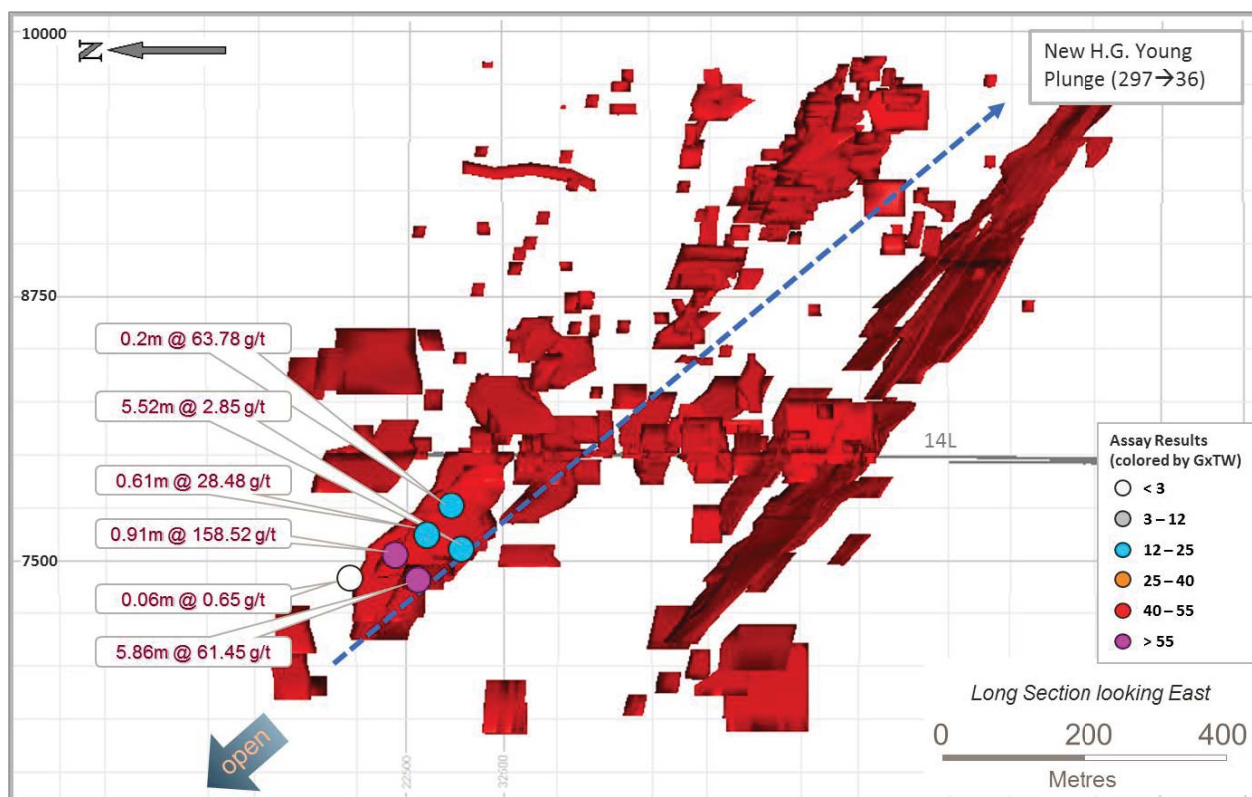 10000
N
New H.G. Young
Plunge (297→36)
8750
0.2m @ 63.78 g/t
5.52m @ 2.85 g/t
0.61m @ 28.48 g/t
0.91m @ 158.52 g/t
7500
0.06m @ 0.65 g/t
5.86m @ 61.45 g/t
14L
Assay Results
(colored by GxTW)
< 3
3 – 12
12 – 25
25 – 40
40 – 55
> 55
open
22500
32500
Long Section looking East
0 200 400
Metres